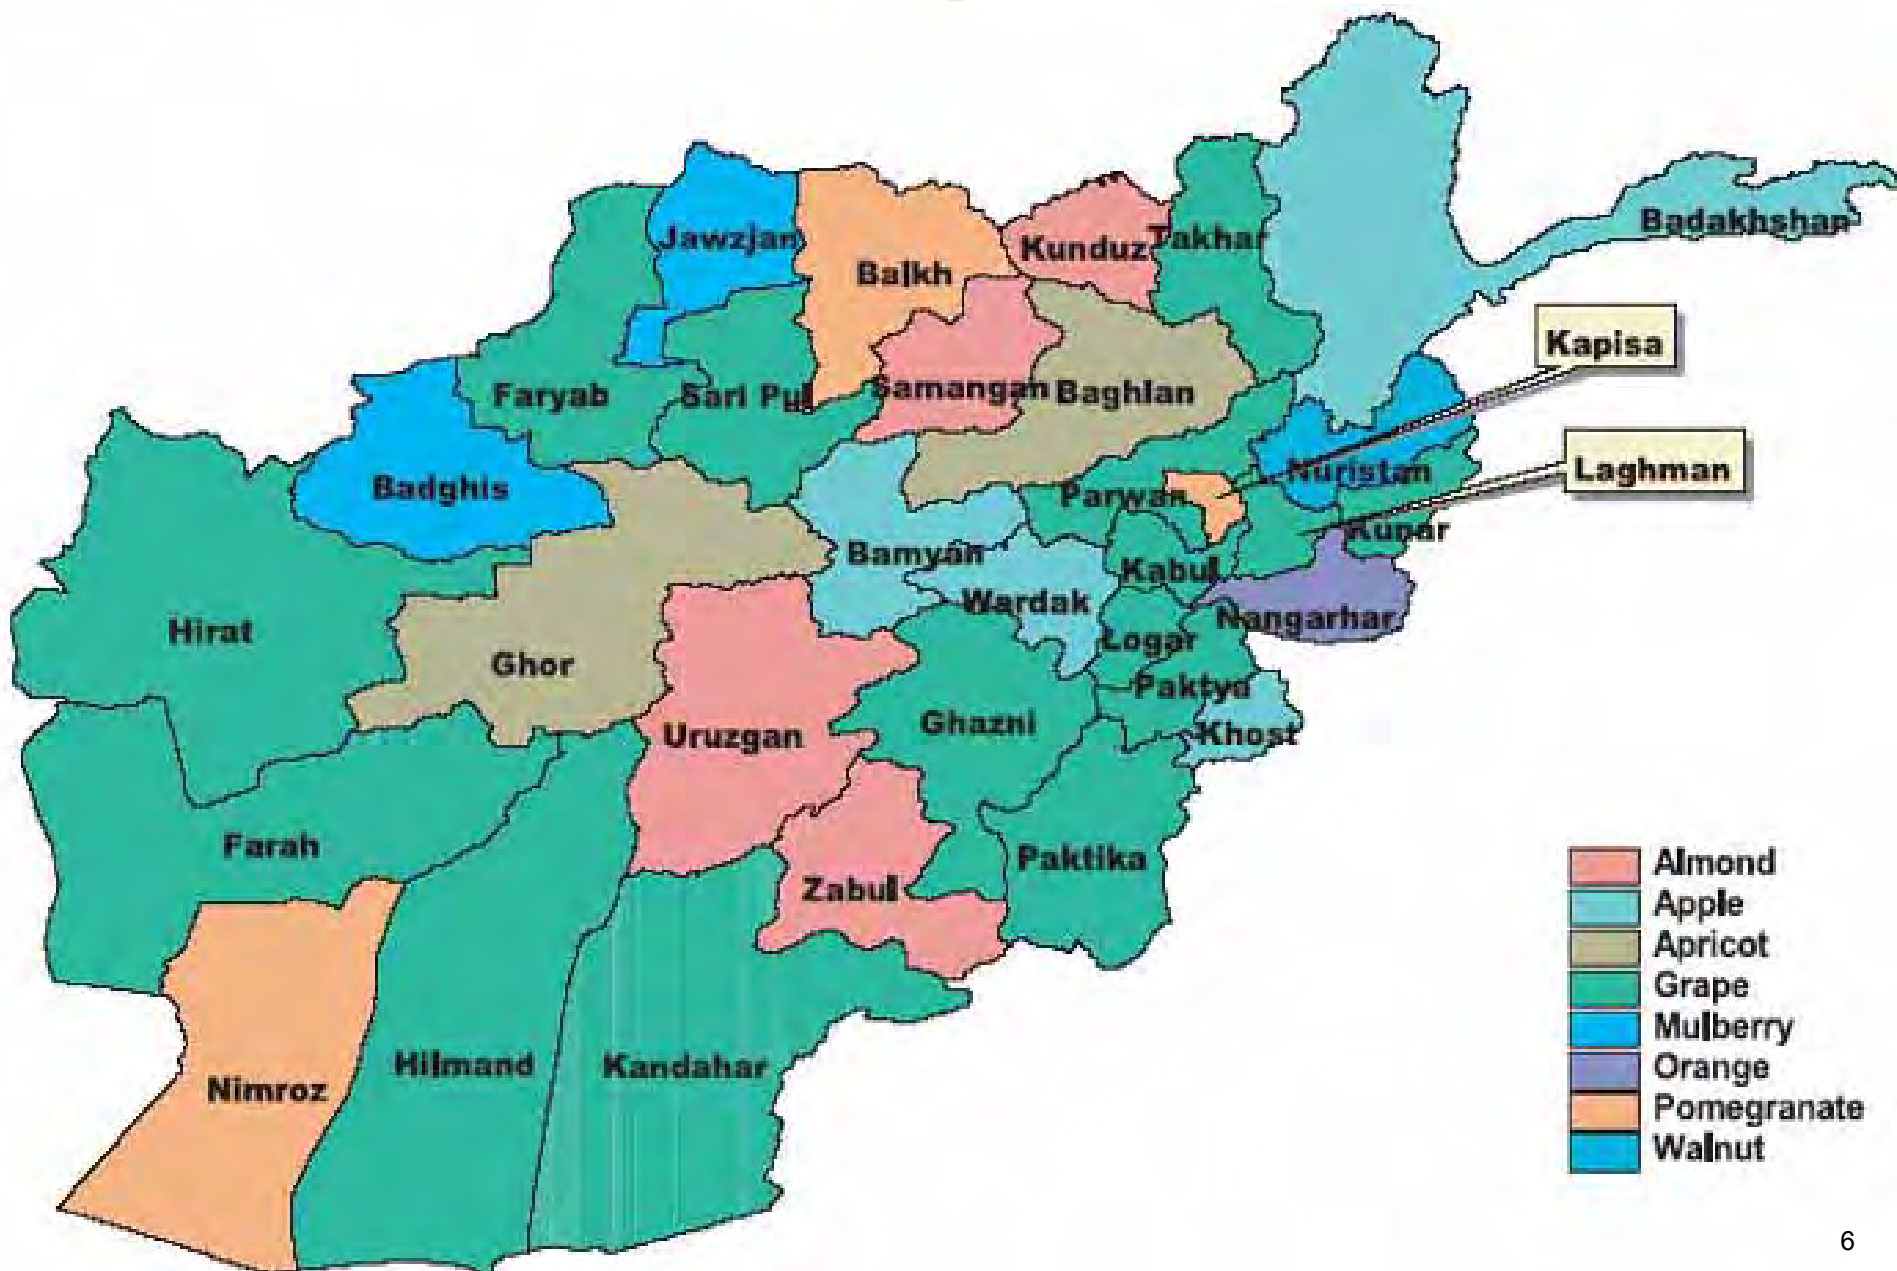 Jawzjan
Balkh
Kunduz
Takhar
Badakhshan
Kapisa
Faryab
Sari Pul
Samangan
Baghlan
Badghis
Parwan
Nuristan
Laghman
Kunar
Bamyan
Kabul
Hirat
Wardak
Nangarhar
Logar
Ghor
Paktya
Uruzgan
Ghazni
Khost
Farah
Zabul
Paktika
Nimroz
Hilmand
Kandahar
Almond
Apple
Apricot
Grape
Mulberry
Orange
Pomegranate
Walnut
6